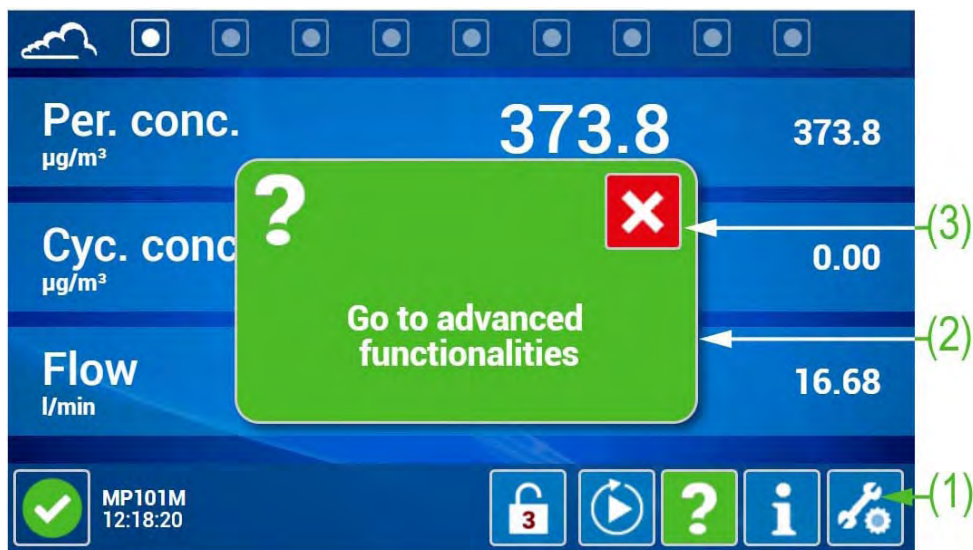 Per. conc.
µg/m³
373.8
373.8
?
(3)
Cyc. conc
µg/m³
0.00
Go to advanced
functionalities
(2)
Flow
l/min
16.68
MP101M
12:18:20
3
?
i
(1)